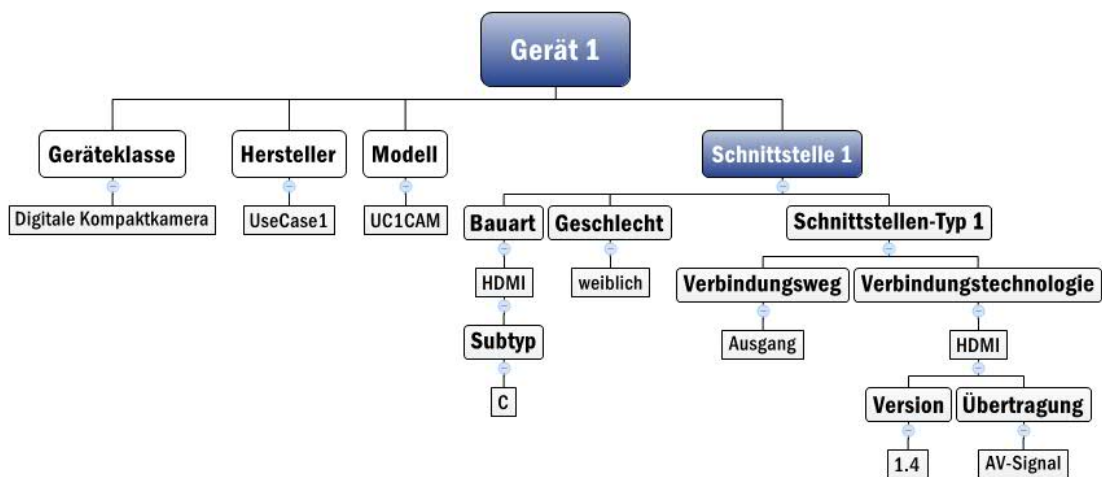 Gerät 1
Geräteklasse
Hersteller
Modell
Schnittstelle 1
Digitale Kompaktkamera
UseCase1
UC1CAM
Bauart
Geschlecht
Schnittstellen-Typ 1
HDMI
weiblich
Verbindungsweg
Verbindungstechnologie
Subtyp
Ausgang
HDMI
C
Version
Übertragung
1.4
AV-Signal